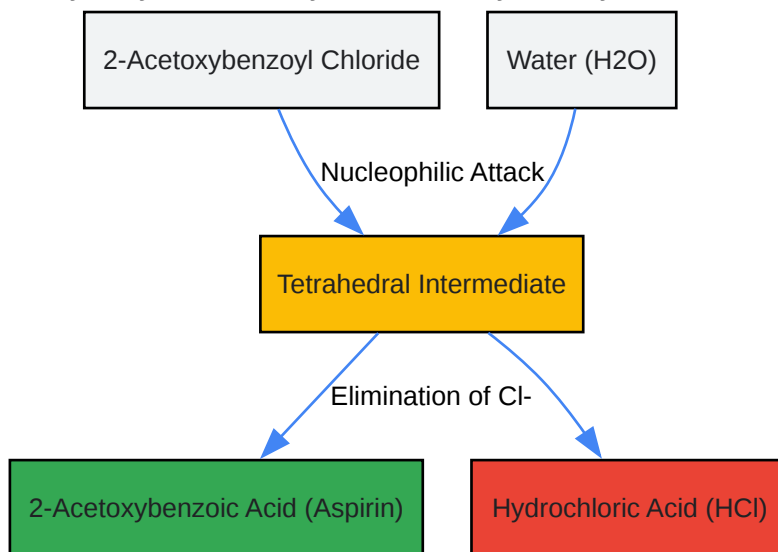 2-Acetoxybenzoyl Chloride
Water (H2O)
Nucleophilic Attack
Tetrahedral Intermediate
Elimination of Cl-
2-Acetoxybenzoic Acid (Aspirin)
Hydrochloric Acid (HCl)